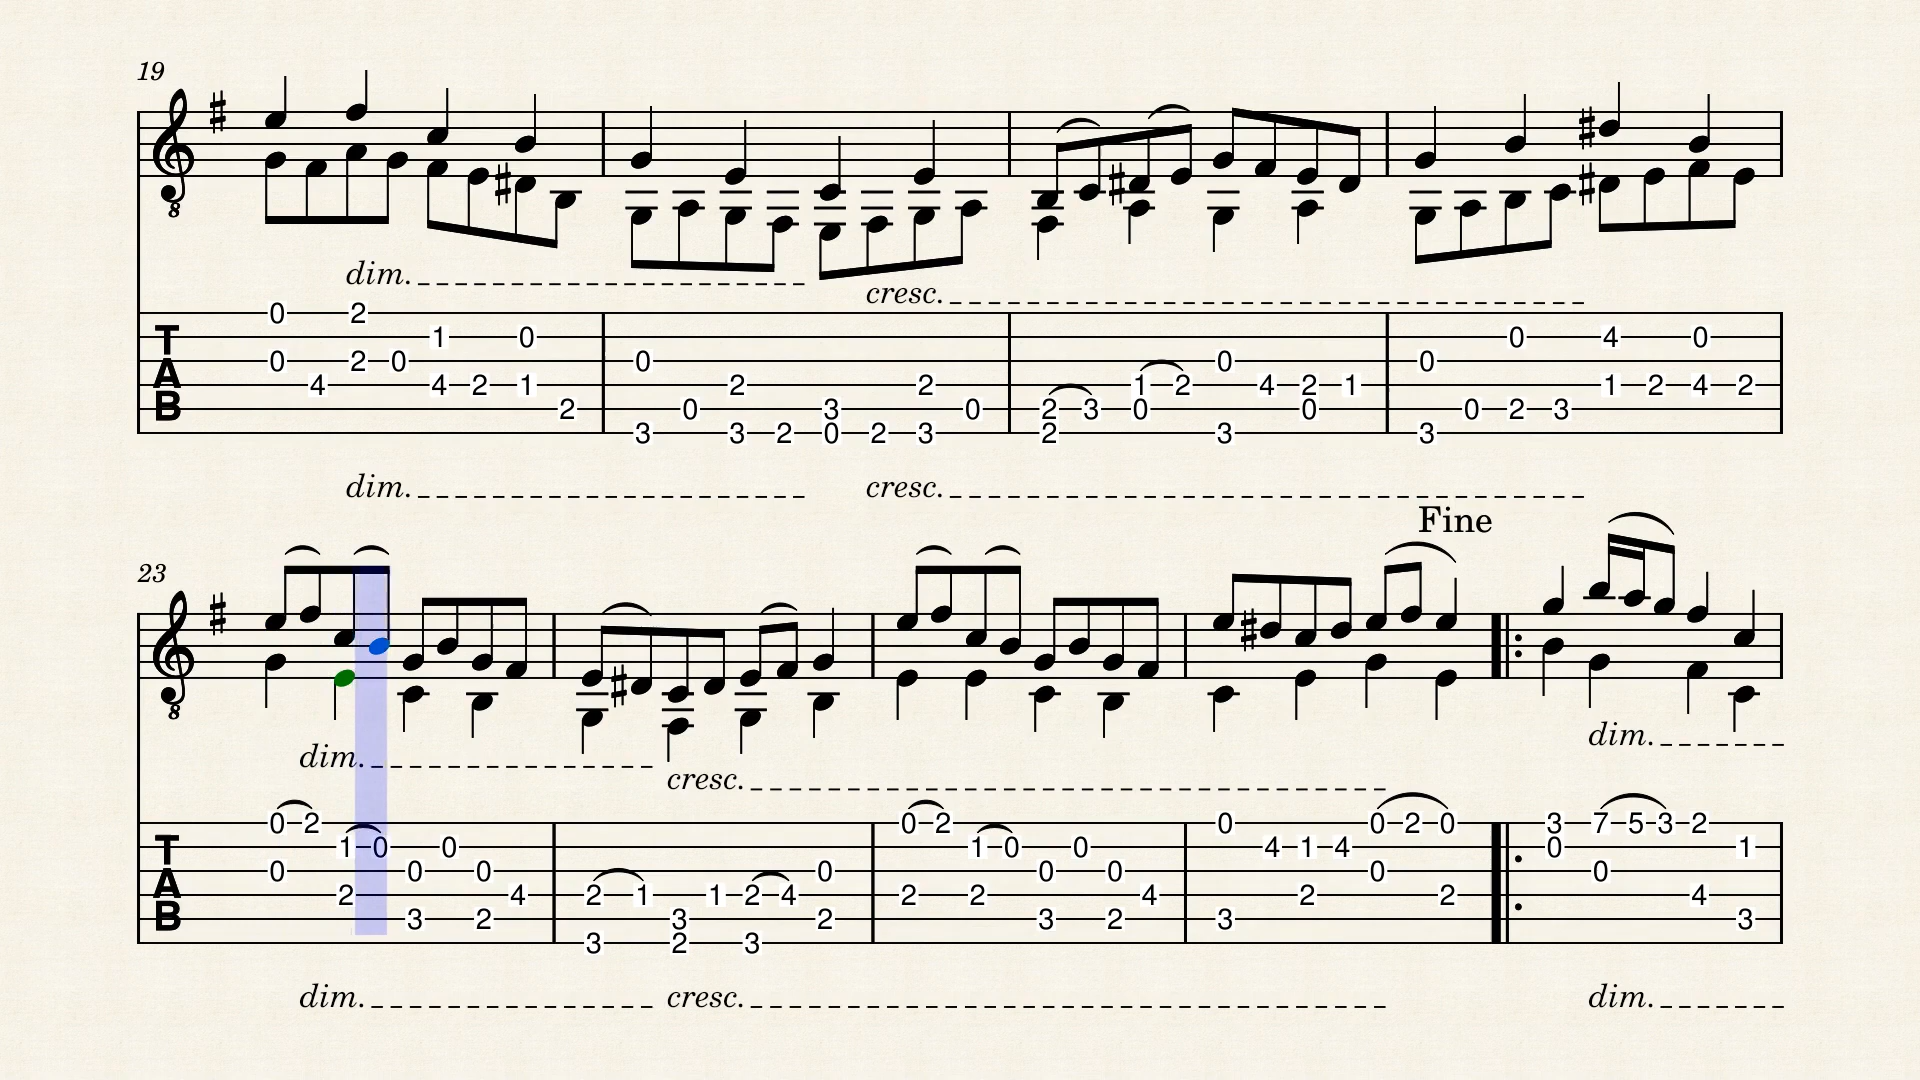 19
8
dim. cresc.
0 2
T 1 0 0 4 0
0 2 0 0 0 0
A 4 4 2 1 2 2 1 2 4 2 1 1 2 4 2
B 2 0 3 0 2 3 0 0 0 2 3
3 3 2 0 2 3 2 3 3
dim. cresc.
Fine
23
8
dim. cresc. dim.
0 2 0 2 0 0 2 0 3 7 5 3 2
T 1 0 0 1 0 0 4 1 4 0 1
0 0 0 0 0 0 0 0
A 2 4 2 1 1 2 4 2 2 4 2 2 4
B 3 2 3 2 3 2 3 3
3 2 3
dim. cresc. dim.